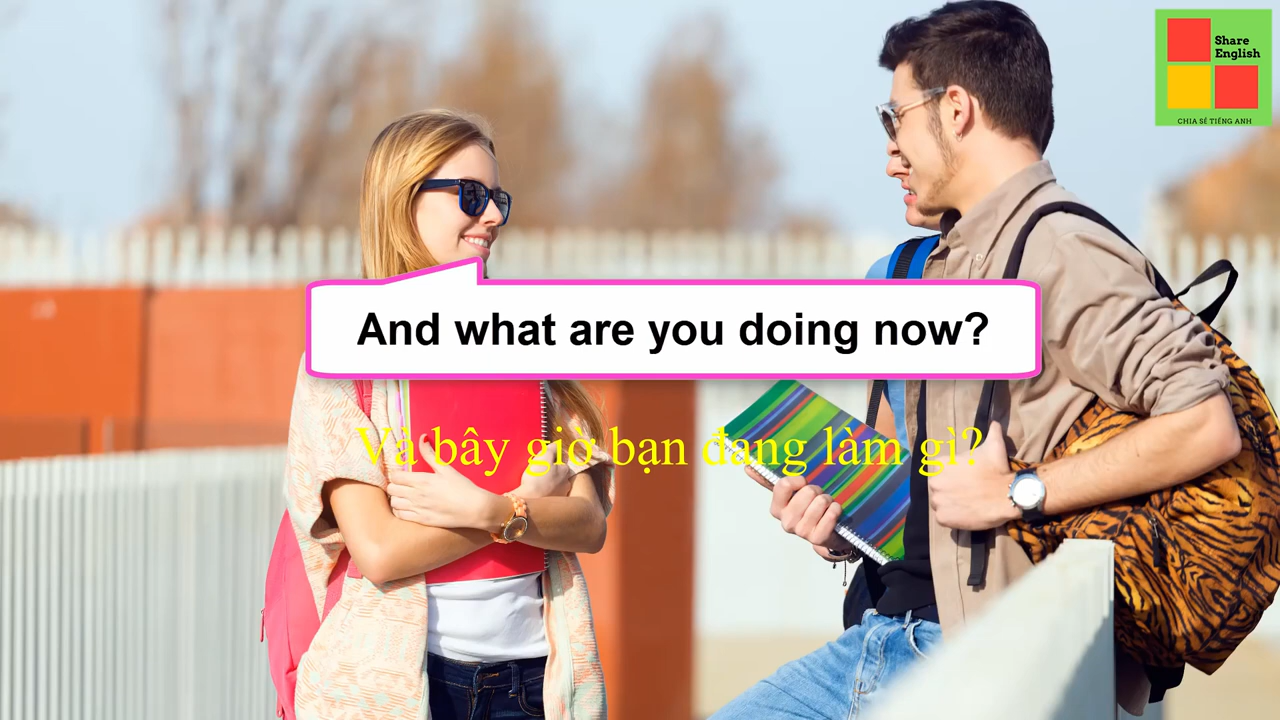 Share
English
CHIA SẺ TIẾNG ANH
And what are you doing now?
Và bây giờ bạn đang làm gì?